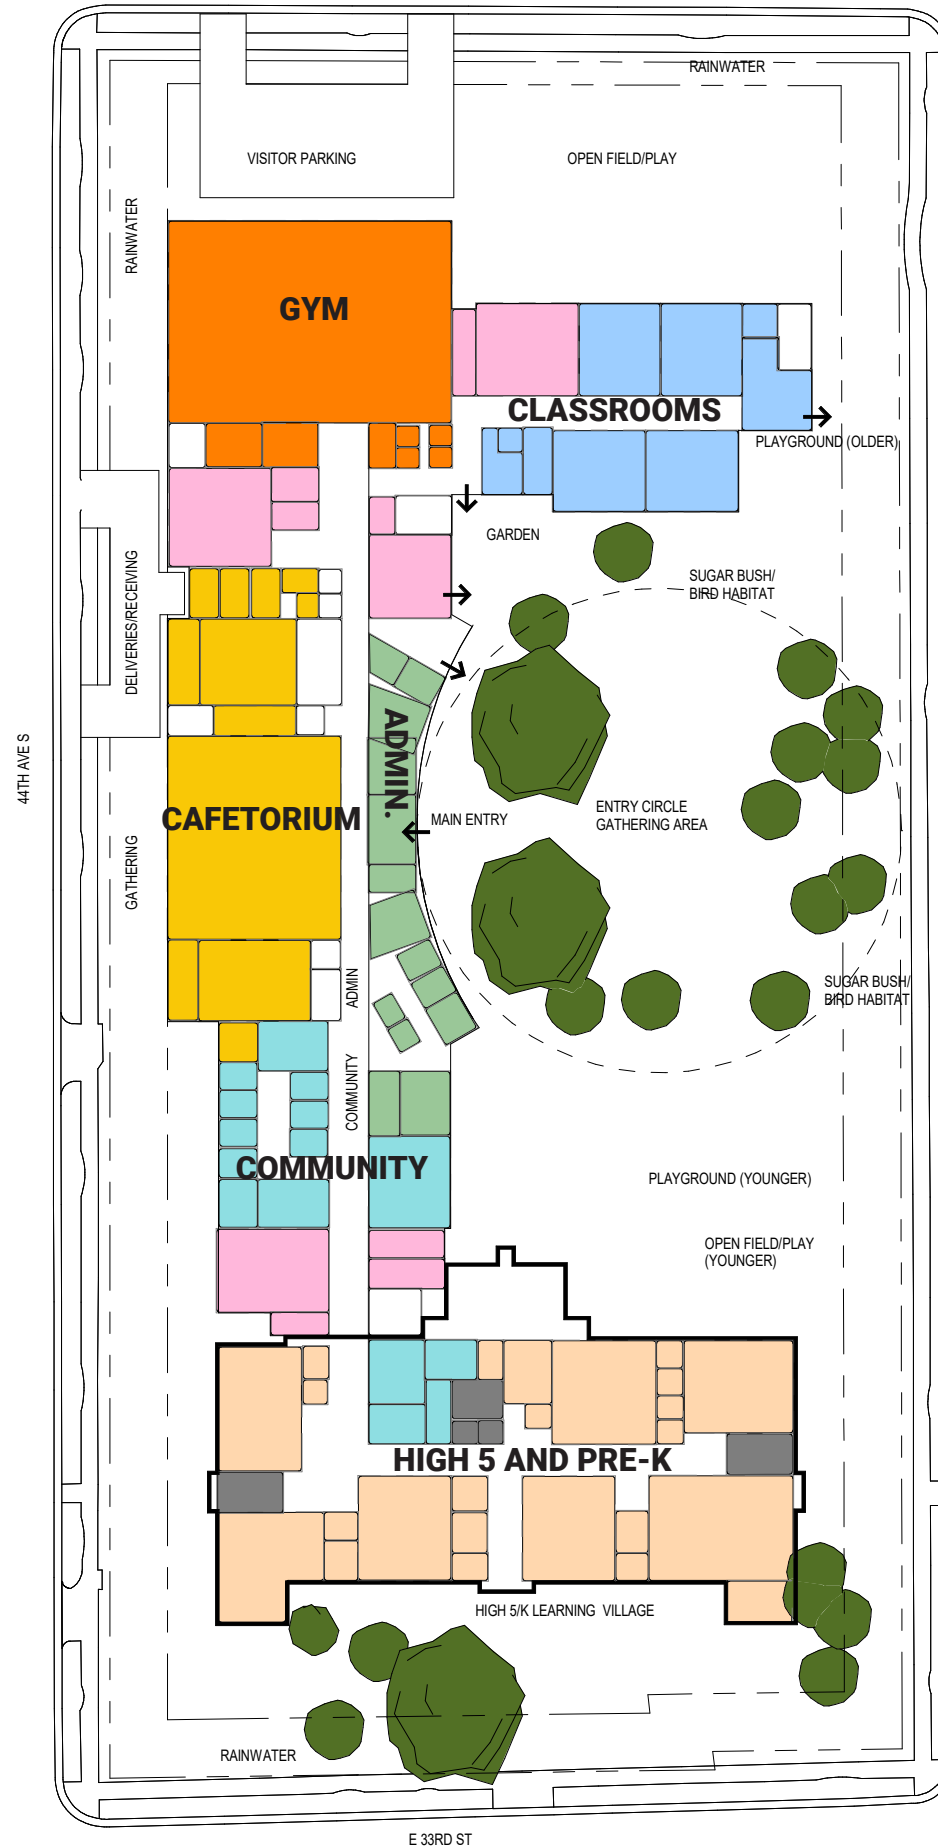 RAINWATER
VISITOR PARKING
OPEN FIELD/PLAY
RAINWATER
GYM
CLASSROOMS
PLAYGROUND (OLDER)
GARDEN
SUGAR BUSH/
BIRD HABITAT
DELIVERIES/RECEIVING
44TH AVE S
ADMIN.
CAFETORIUM
MAIN ENTRY
ENTRY CIRCLE
GATHERING AREA
GATHERING
SUGAR BUSH/
BIRD HABITAT
ADMIN
COMMUNITY
COMMUNITY
PLAYGROUND (YOUNGER)
OPEN FIELD/PLAY
(YOUNGER)
HIGH 5 AND PRE-K
HIGH 5/K LEARNING VILLAGE
RAINWATER
E 33RD ST